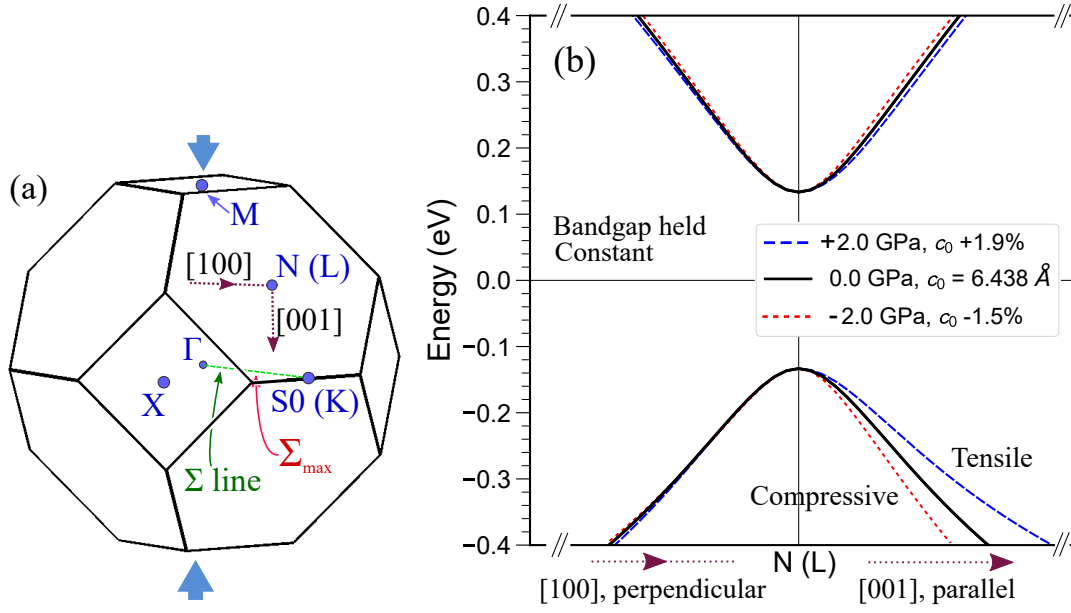 (a)
M
[100]
N (L)
[001]
Γ
X
S0 (K)
Σmax
Σ line
(b)
Energy (eV)
0.4
0.3
0.2
0.1
0.0
−0.1
−0.2
−0.3
−0.4
Bandgap held
Constant
+2.0 GPa, c0 +1.9%
0.0 GPa, c0 = 6.438 Å
-2.0 GPa, c0 -1.5%
Tensile
Compressive
N (L)
[100], perpendicular
[001], parallel